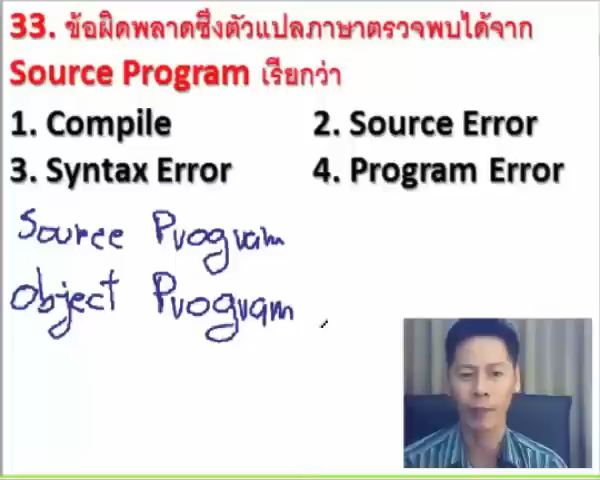 33. ข้อผิดพลาดซึ่งตัวแปลภาษาตรวจพบได้จาก
Source Program เรียกว่า
1. Compile 2. Source Error
3. Syntax Error 4. Program Error
Source Program
Object Program